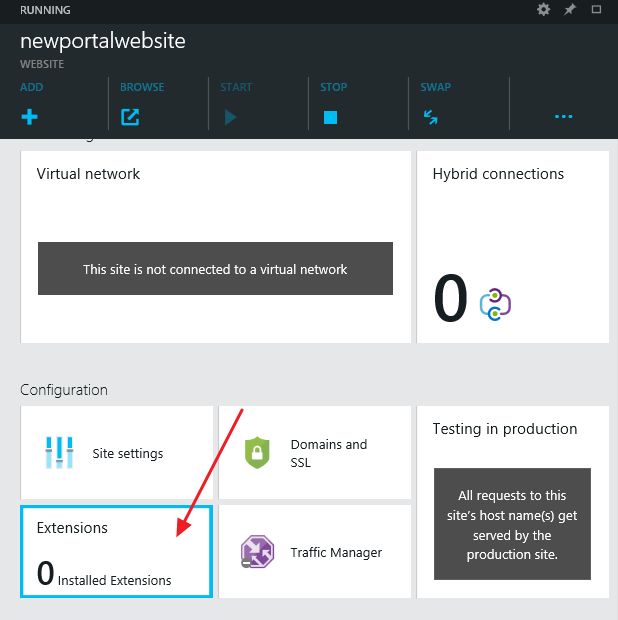 RUNNING
newportalwebsite
WEBSITE
ADD
BROWSE
START
STOP
SWAP
Virtual network
Hybrid connections
This site is not connected to a virtual network
0
Configuration
Site settings
Domains and
SSL
Testing in production
All requests to this
site's host name(s) get
served by the
production site.
Extensions
0 Installed Extensions
Traffic Manager